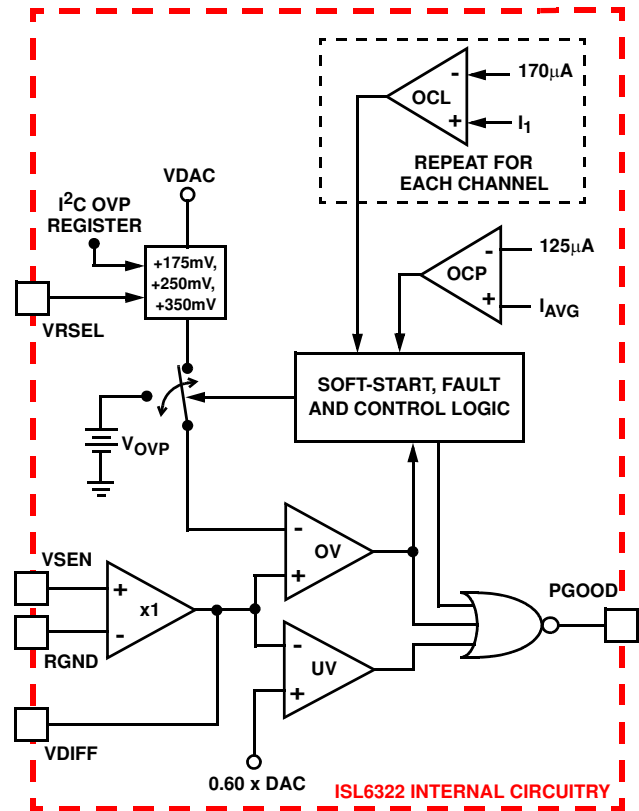 170µA
-
OCL
+
I1
REPEAT FOR
EACH CHANNEL
VDAC
I2C OVP
REGISTER
+175mV,
+250mV,
+350mV
VRSEL
-
125µA
OCP
+
IAVG
SOFT-START, FAULT
AND CONTROL LOGIC
VOVP
-
OV
+
VSEN
+
x1
-
RGND
-
UV
+
PGOOD
VDIFF
0.60 x DAC
ISL6322 INTERNAL CIRCUITRY